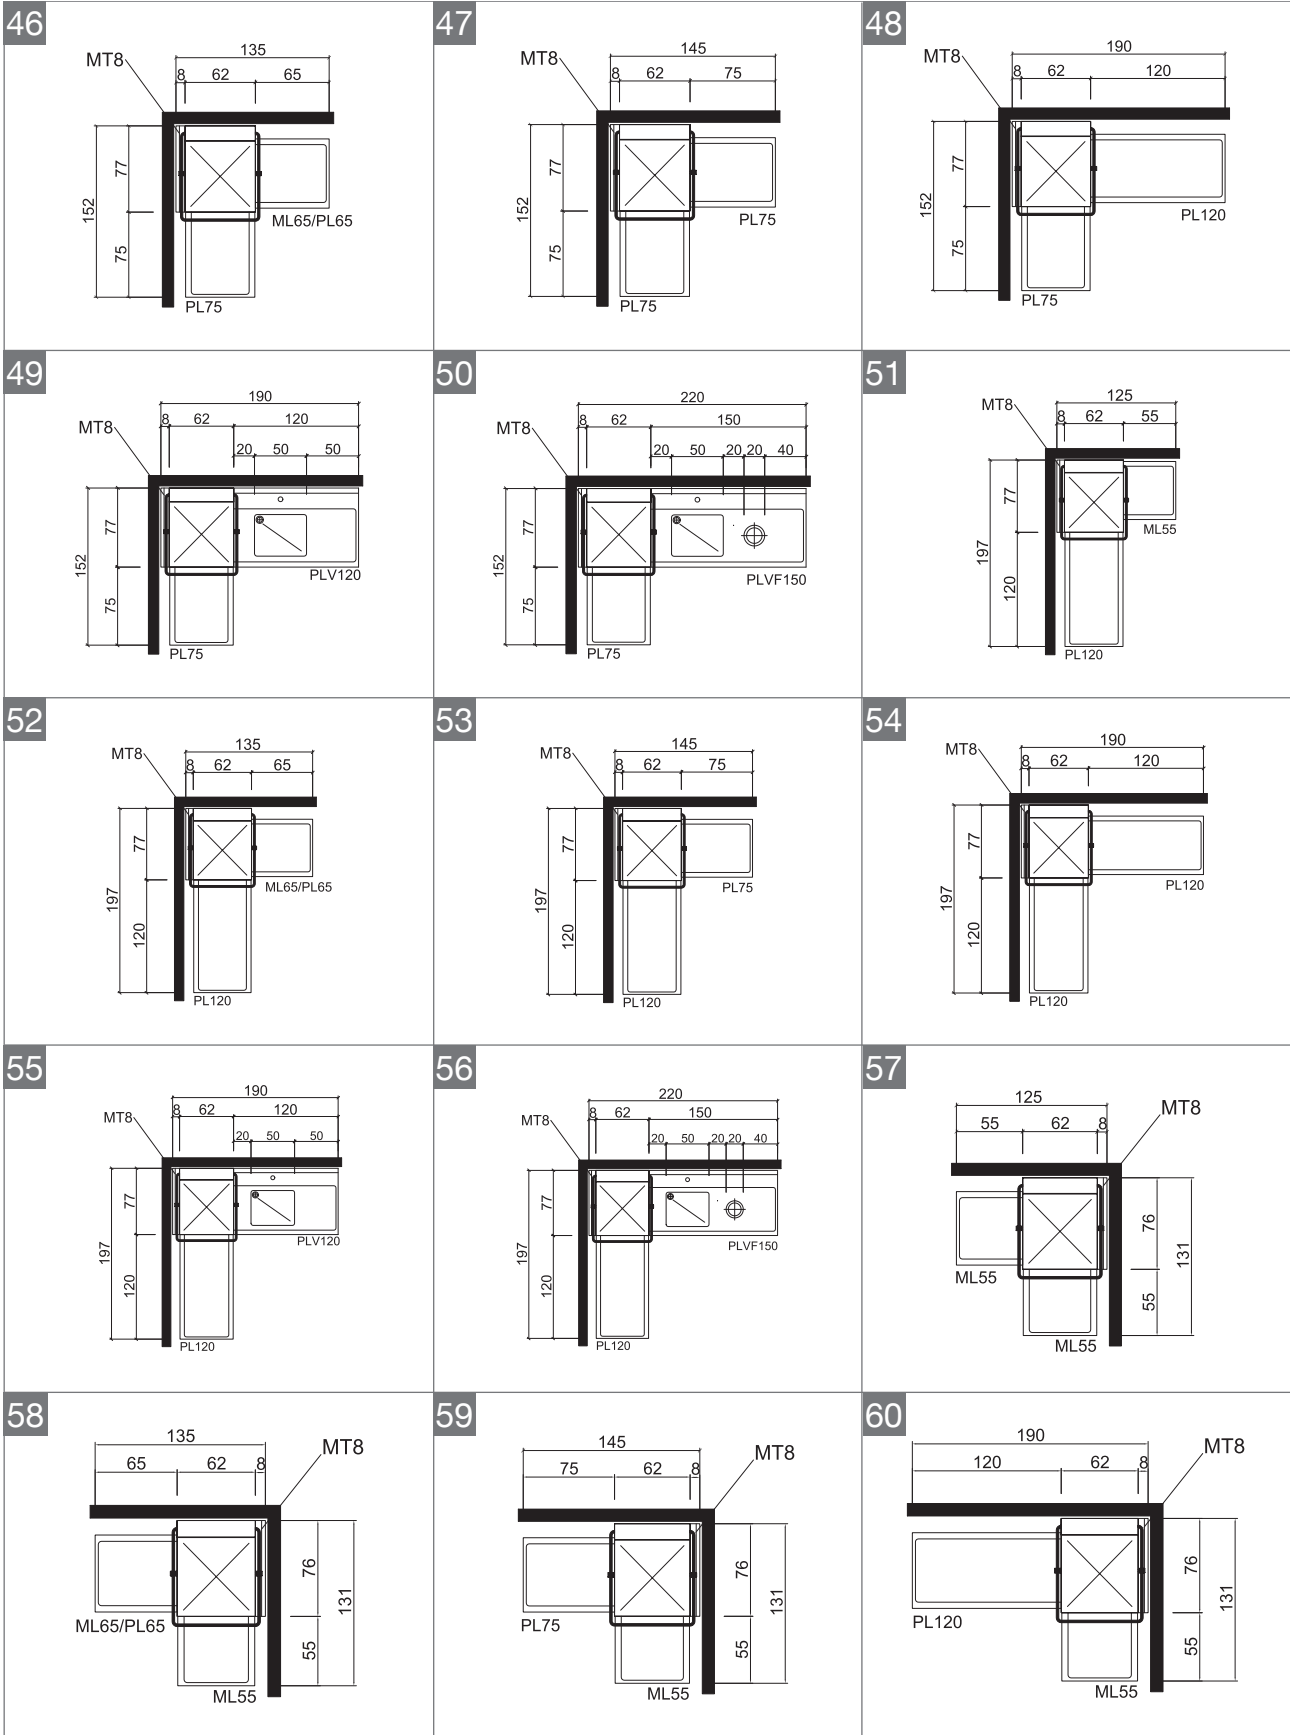 46
135
MT8
8 62 65
77
152
75
ML65/PL65
PL75
47
145
MT8
8 62 75
77
152
75
PL75
PL75
48
190
MT8
8 62 120
77
152
75
PL120
PL75
49
190
MT8
8 62 120
20 50 50
77
152
75
PLV120
PL75
50
220
MT8
8 62 150
20 50 20 20 40
77
152
75
PLVF150
PL75
51
125
MT8
8 62 55
77
197
120
ML55
PL120
52
135
MT8
8 62 65
77
197
120
ML65/PL65
PL120
53
145
MT8
8 62 75
77
197
120
PL75
PL120
54
190
MT8
8 62 120
77
197
120
PL120
PL120
55
190
MT8
8 62 120
20 50 50
77
197
120
PLV120
PL120
56
220
MT8
8 62 150
20 50 20 20 40
77
197
120
PLVF150
PL120
57
125
MT8
55 62 8
76
131
55
ML55
ML55
58
135
MT8
65 62 8
76
131
55
ML65/PL65
ML55
59
145
MT8
75 62 8
76
131
55
PL75
ML55
60
190
MT8
120 62 8
76
131
55
PL120
ML55